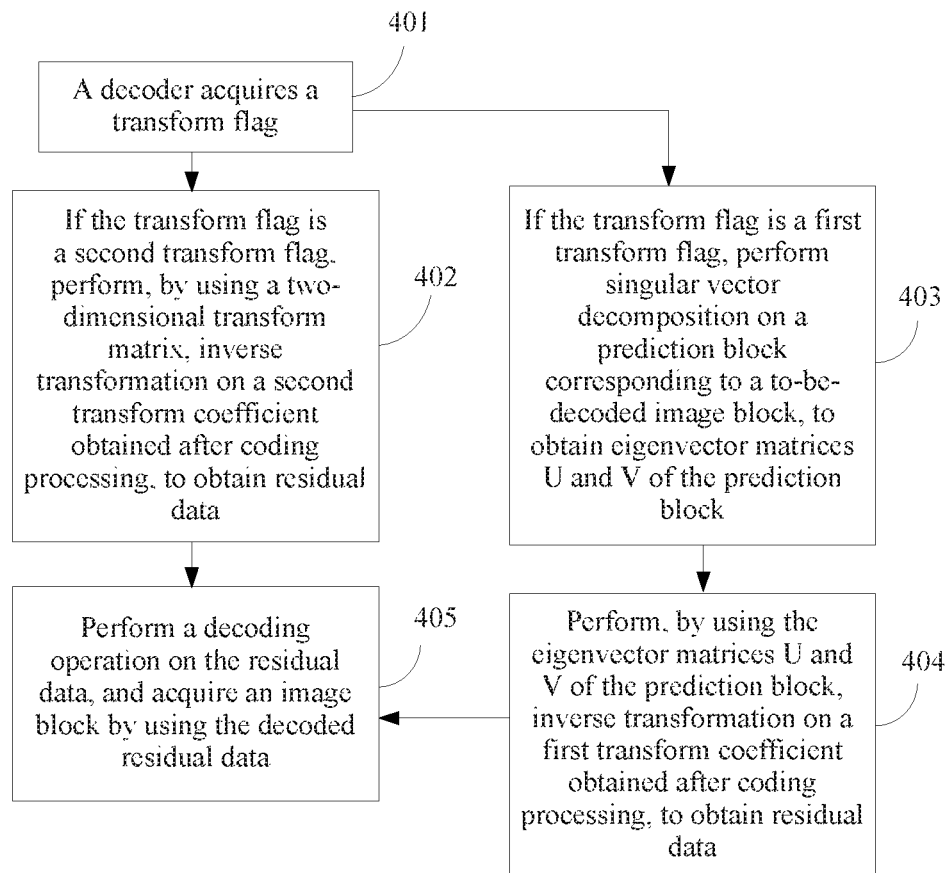 401
A decoder acquires a
transform flag
If the transform flag is
a second transform flag,
perform, by using a two-
dimensional transform
matrix, inverse
transformation on a second
transform coefficient
obtained after coding
processing, to obtain residual
data
402
If the transform flag is a first
transform flag, perform
singular vector
decomposition on a
prediction block
corresponding to a to-be-
decoded image block, to
obtain eigenvector matrices
U and V of the prediction
block
403
Perform a decoding
operation on the residual
data, and acquire an image
block by using the decoded
residual data
405
Perform, by using the
eigenvector matrices U and
V of the prediction block,
inverse transformation on a
first transform coefficient
obtained after coding
processing, to obtain residual
data
404